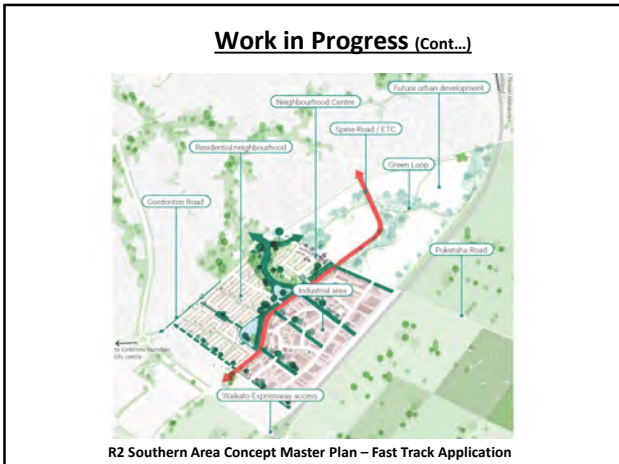 Work in Progress (Cont...)
Future urban development
Neighbourhood Centre
Spine Road / ETC
Residential neighbourhood
Green Loop
Gordonton Road
Puketaha Road
Industrial area
Waikato Expressway access
R2 Southern Area Concept Master Plan – Fast Track Application